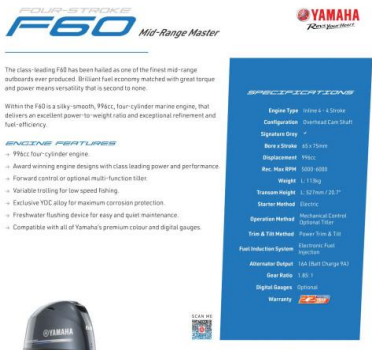 FOUR-STROKE
F60 Mid-Range Master
YAMAHA
Revs Your Heart
The class-leading F60 has been hailed as one of the finest mid-range
outboards ever produced. Brilliant fuel economy matched with great torque
and power means versatility that is second to none.
Within the F60 is a silky-smooth, 996cc, four-cylinder marine engine, that
delivers an excellent power-to-weight ratio and exceptional refinement and
fuel-efficiency.
ENGINE FEATURES
→ 996cc four-cylinder engine.
→ Award winning engine designs with class leading power and performance
→ Forward control or optional multi-function tiller
→ Variable trolling for low speed fishing.
→ Exclusive YDC alloy for maximum corrosion protection.
→ Freshwater flushing device for easy and quiet maintenance.
→ Compatible with all of Yamaha's premium colour and digital gauges.
SPECIFICATIONS
Engine Type Inline 4 - 4 Stroke
Configuration Overhead Cam Shaft
Signature Grey *
Bore x Stroke 65 x 75mm
Displacement 996cc
Rec. Max RPM 5000-6000
Weight L: 113kg
Transom Height L: 527mm / 20.7"
Starter Method Electric
Operation Method Mechanical Control
Optional Tiller
Trim & Tilt Method Power Trim & Tilt
Fuel Induction System Electronic Fuel
Injection
Alternator Output 16A (Batt Charge 9A)
Gear Ratio 1.85:1
Digital Gauges Optional
Warranty
SCAN ME
YAMAHA